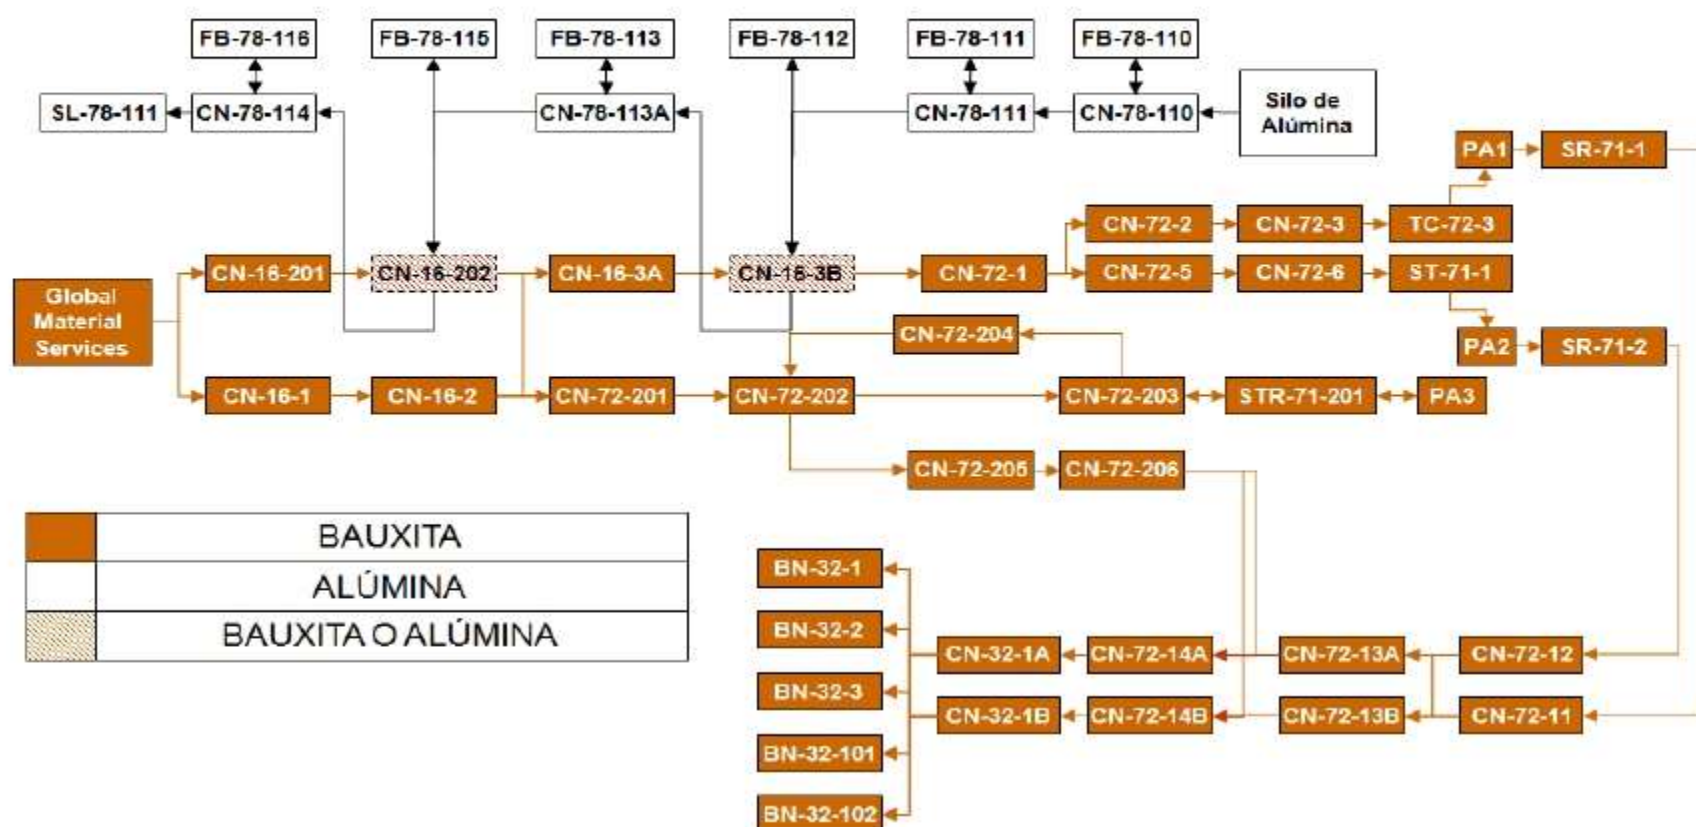 FB-78-116
FB-78-115
FB-78-113
FB-78-112
FB-78-111
FB-78-110
SL-78-111
CN-78-114
CN-78-113A
CN-78-111
CN-78-110
Silo de
Alúmina
PA1
SR-71-1
CN-72-2
CN-72-3
TC-72-3
CN-16-201
CN-16-202
CN-16-3A
CN-16-3B
CN-72-1
CN-72-5
CN-72-6
ST-71-1
Global
Material
Services
CN-72-204
PA2
SR-71-2
CN-16-1
CN-16-2
CN-72-201
CN-72-202
CN-72-203
STR-71-201
PA3
CN-72-205
CN-72-206
BAUXITA
ALÚMINA
BAUXITA O ALÚMINA
BN-32-1
BN-32-2
CN-32-1A
CN-72-14A
CN-72-13A
CN-72-12
BN-32-3
CN-32-1B
CN-72-14B
CN-72-13B
CN-72-11
BN-32-101
BN-32-102